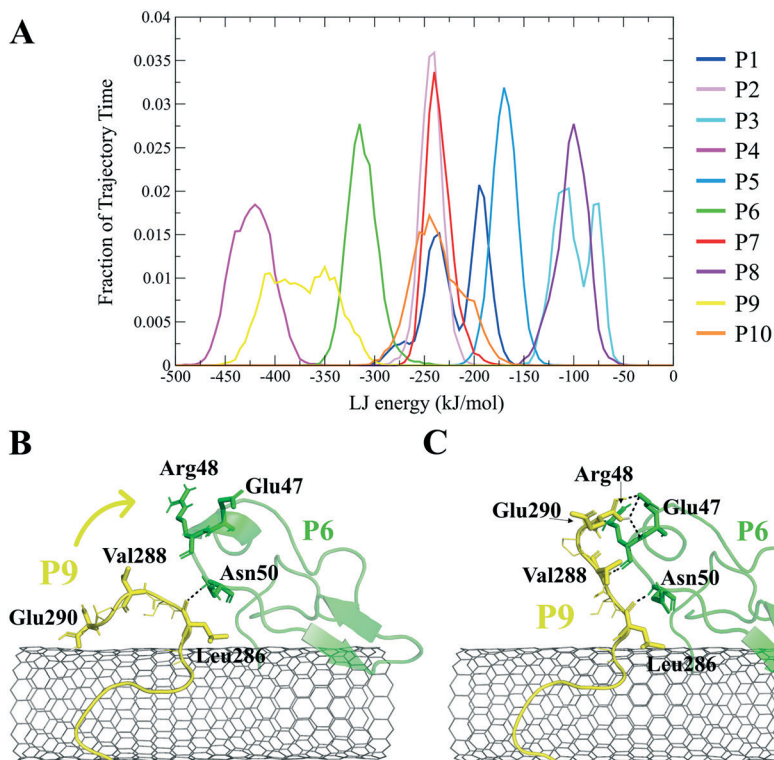 A
Fraction of Trajectory Time
0.04
0.035
0.03
0.025
0.02
0.015
0.01
0.005
0
-500 -450 -400 -350 -300 -250 -200 -150 -100 -50 0
LJ energy (kJ/mol)
P1
P2
P3
P4
P5
P6
P7
P8
P9
P10
B
Arg48
Glu47
P6
P9
Val288
Asn50
Glu290
Leu286
C
Arg48
Glu290
Glu47
P6
Val288
Asn50
P9
Leu286